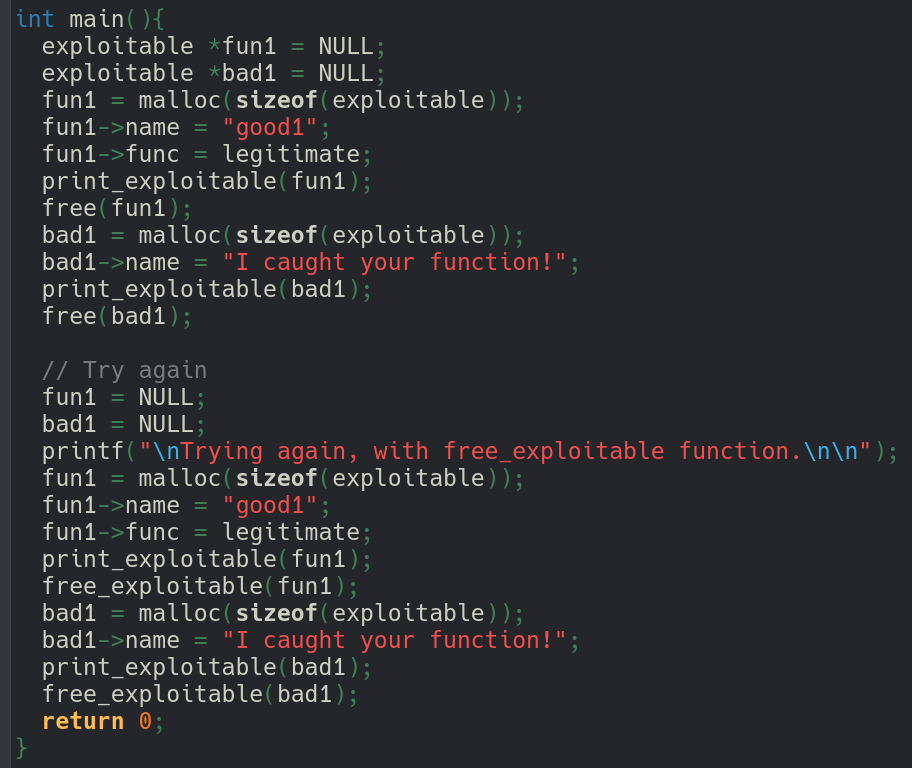 int main(){
  exploitable *fun1 = NULL;
  exploitable *bad1 = NULL;
  fun1 = malloc(sizeof(exploitable));
  fun1->name = "good1";
  fun1->func = legitimate;
  print_exploitable(fun1);
  free(fun1);
  bad1 = malloc(sizeof(exploitable));
  bad1->name = "I caught your function!";
  print_exploitable(bad1);
  free(bad1);

  // Try again
  fun1 = NULL;
  bad1 = NULL;
  printf("\nTrying again, with free_exploitable function.\n\n");
  fun1 = malloc(sizeof(exploitable));
  fun1->name = "good1";
  fun1->func = legitimate;
  print_exploitable(fun1);
  free_exploitable(fun1);
  bad1 = malloc(sizeof(exploitable));
  bad1->name = "I caught your function!";
  print_exploitable(bad1);
  free_exploitable(bad1);
  return 0;
}